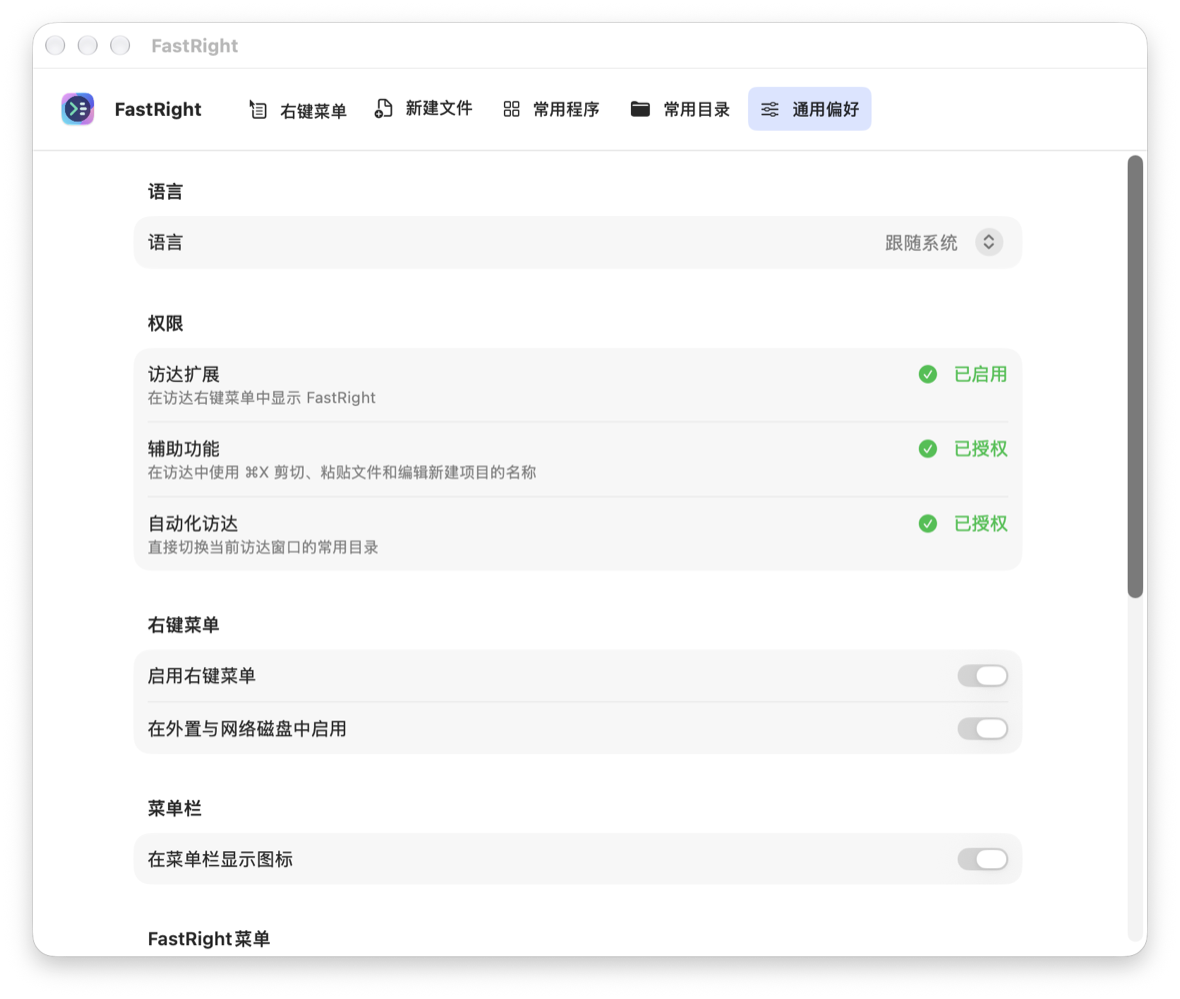 FastRight
FastRight
右键菜单
新建文件
常用程序
常用目录
通用偏好
语言
语言
跟随系统
权限
访达扩展
已启用
在访达右键菜单中显示 FastRight
辅助功能
已授权
在访达中使用 ⌘X 剪切、粘贴文件和编辑新建项目的名称
自动化访达
已授权
直接切换当前访达窗口的常用目录
右键菜单
启用右键菜单
在外置与网络磁盘中启用
菜单栏
在菜单栏显示图标
FastRight菜单